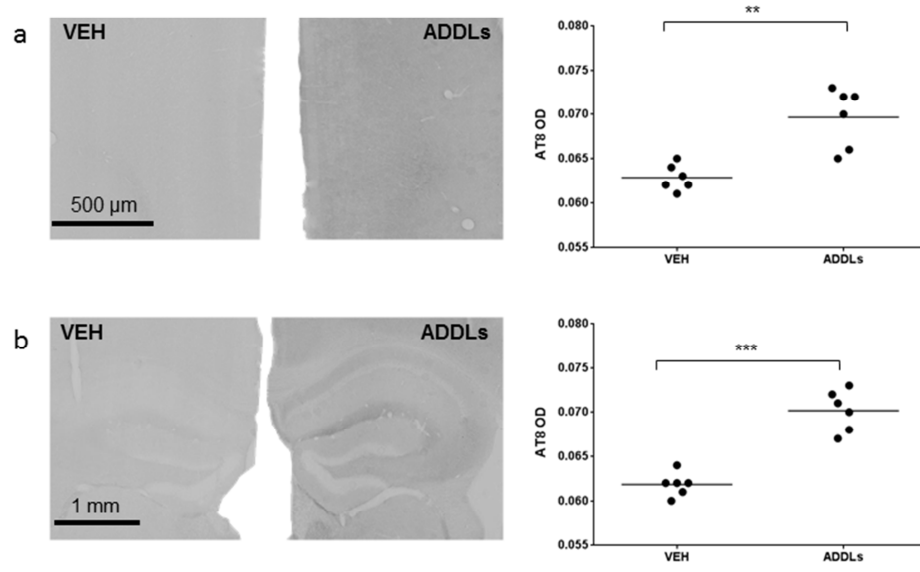 a
VEH
ADDLs
500 µm
**
0.080
0.075
0.070
0.065
0.060
0.055
AT8 OD
VEH
ADDLs
b
VEH
ADDLs
1 mm
***
0.080
0.075
0.070
0.065
0.060
0.055
AT8 OD
VEH
ADDLs